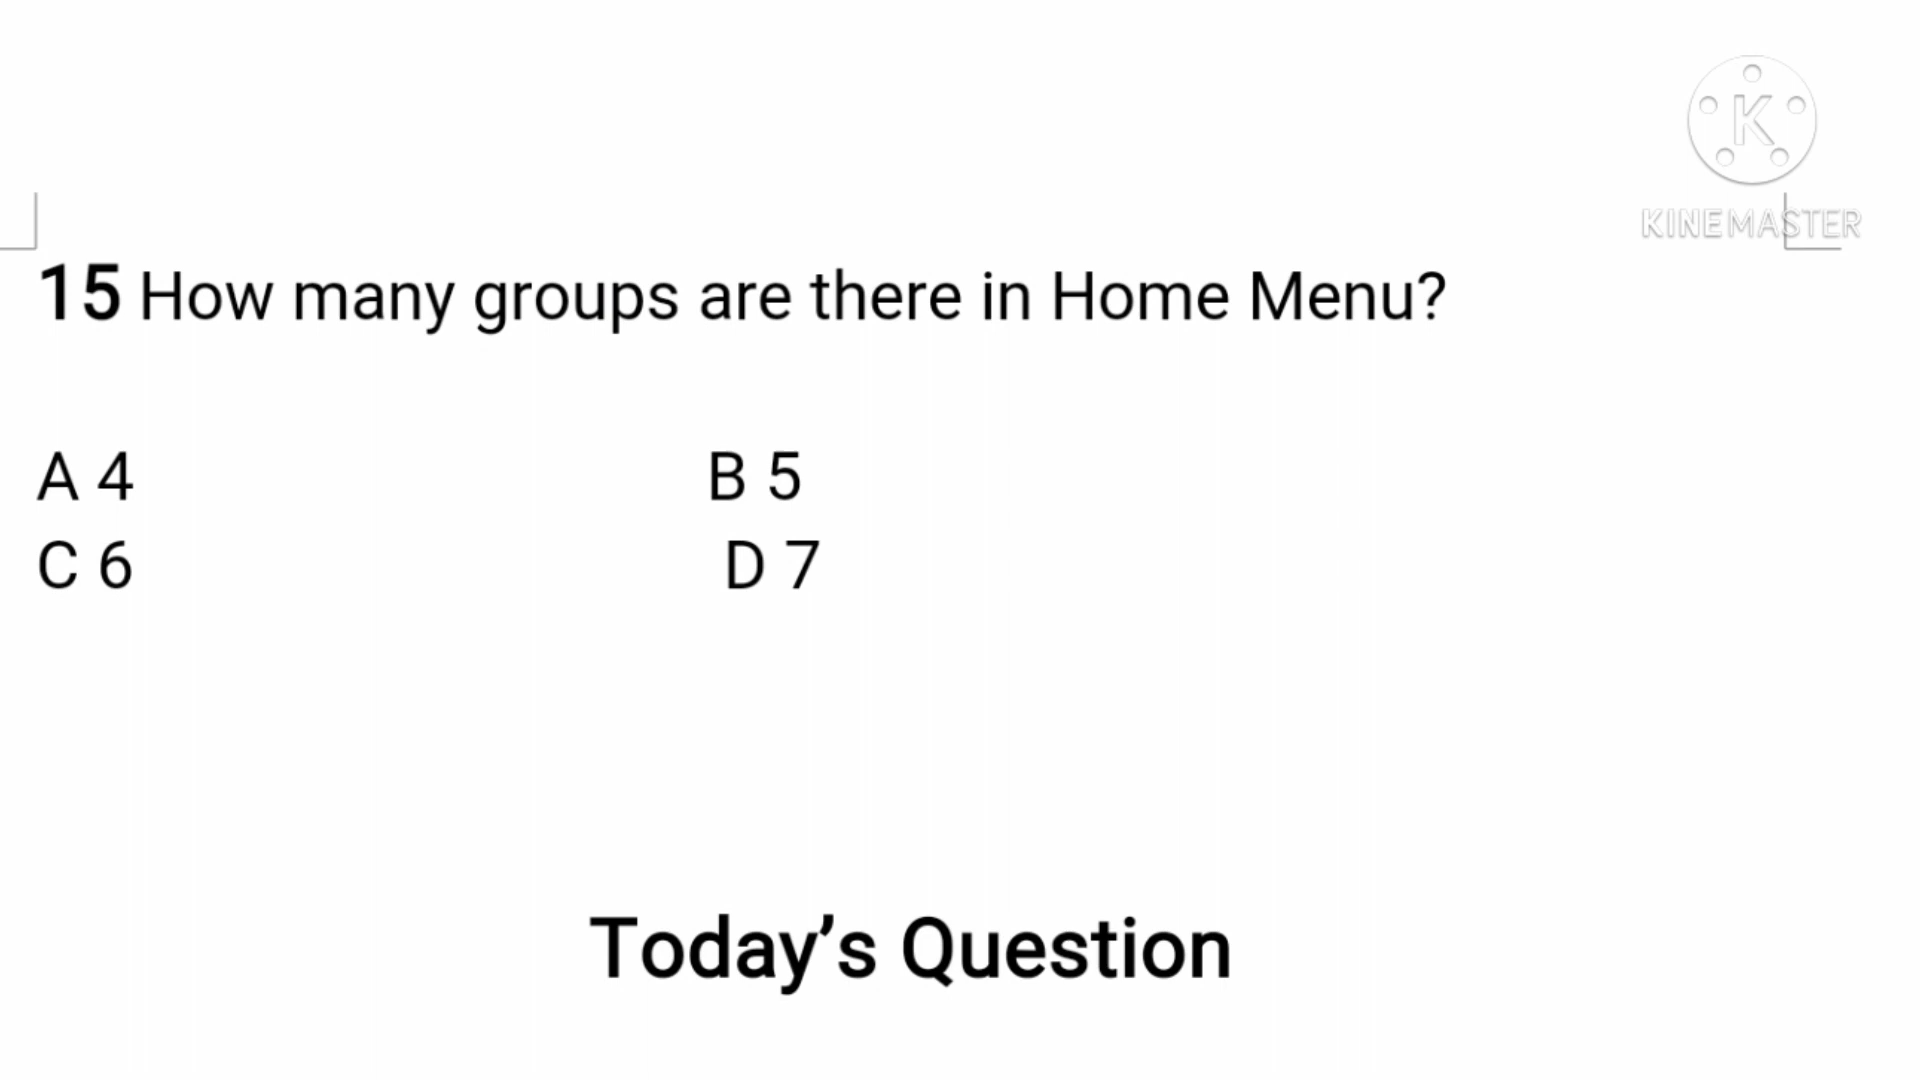 K
KINEMASTER
15 How many groups are there in Home Menu?
A 4 B 5
C 6 D 7
Today’s Question